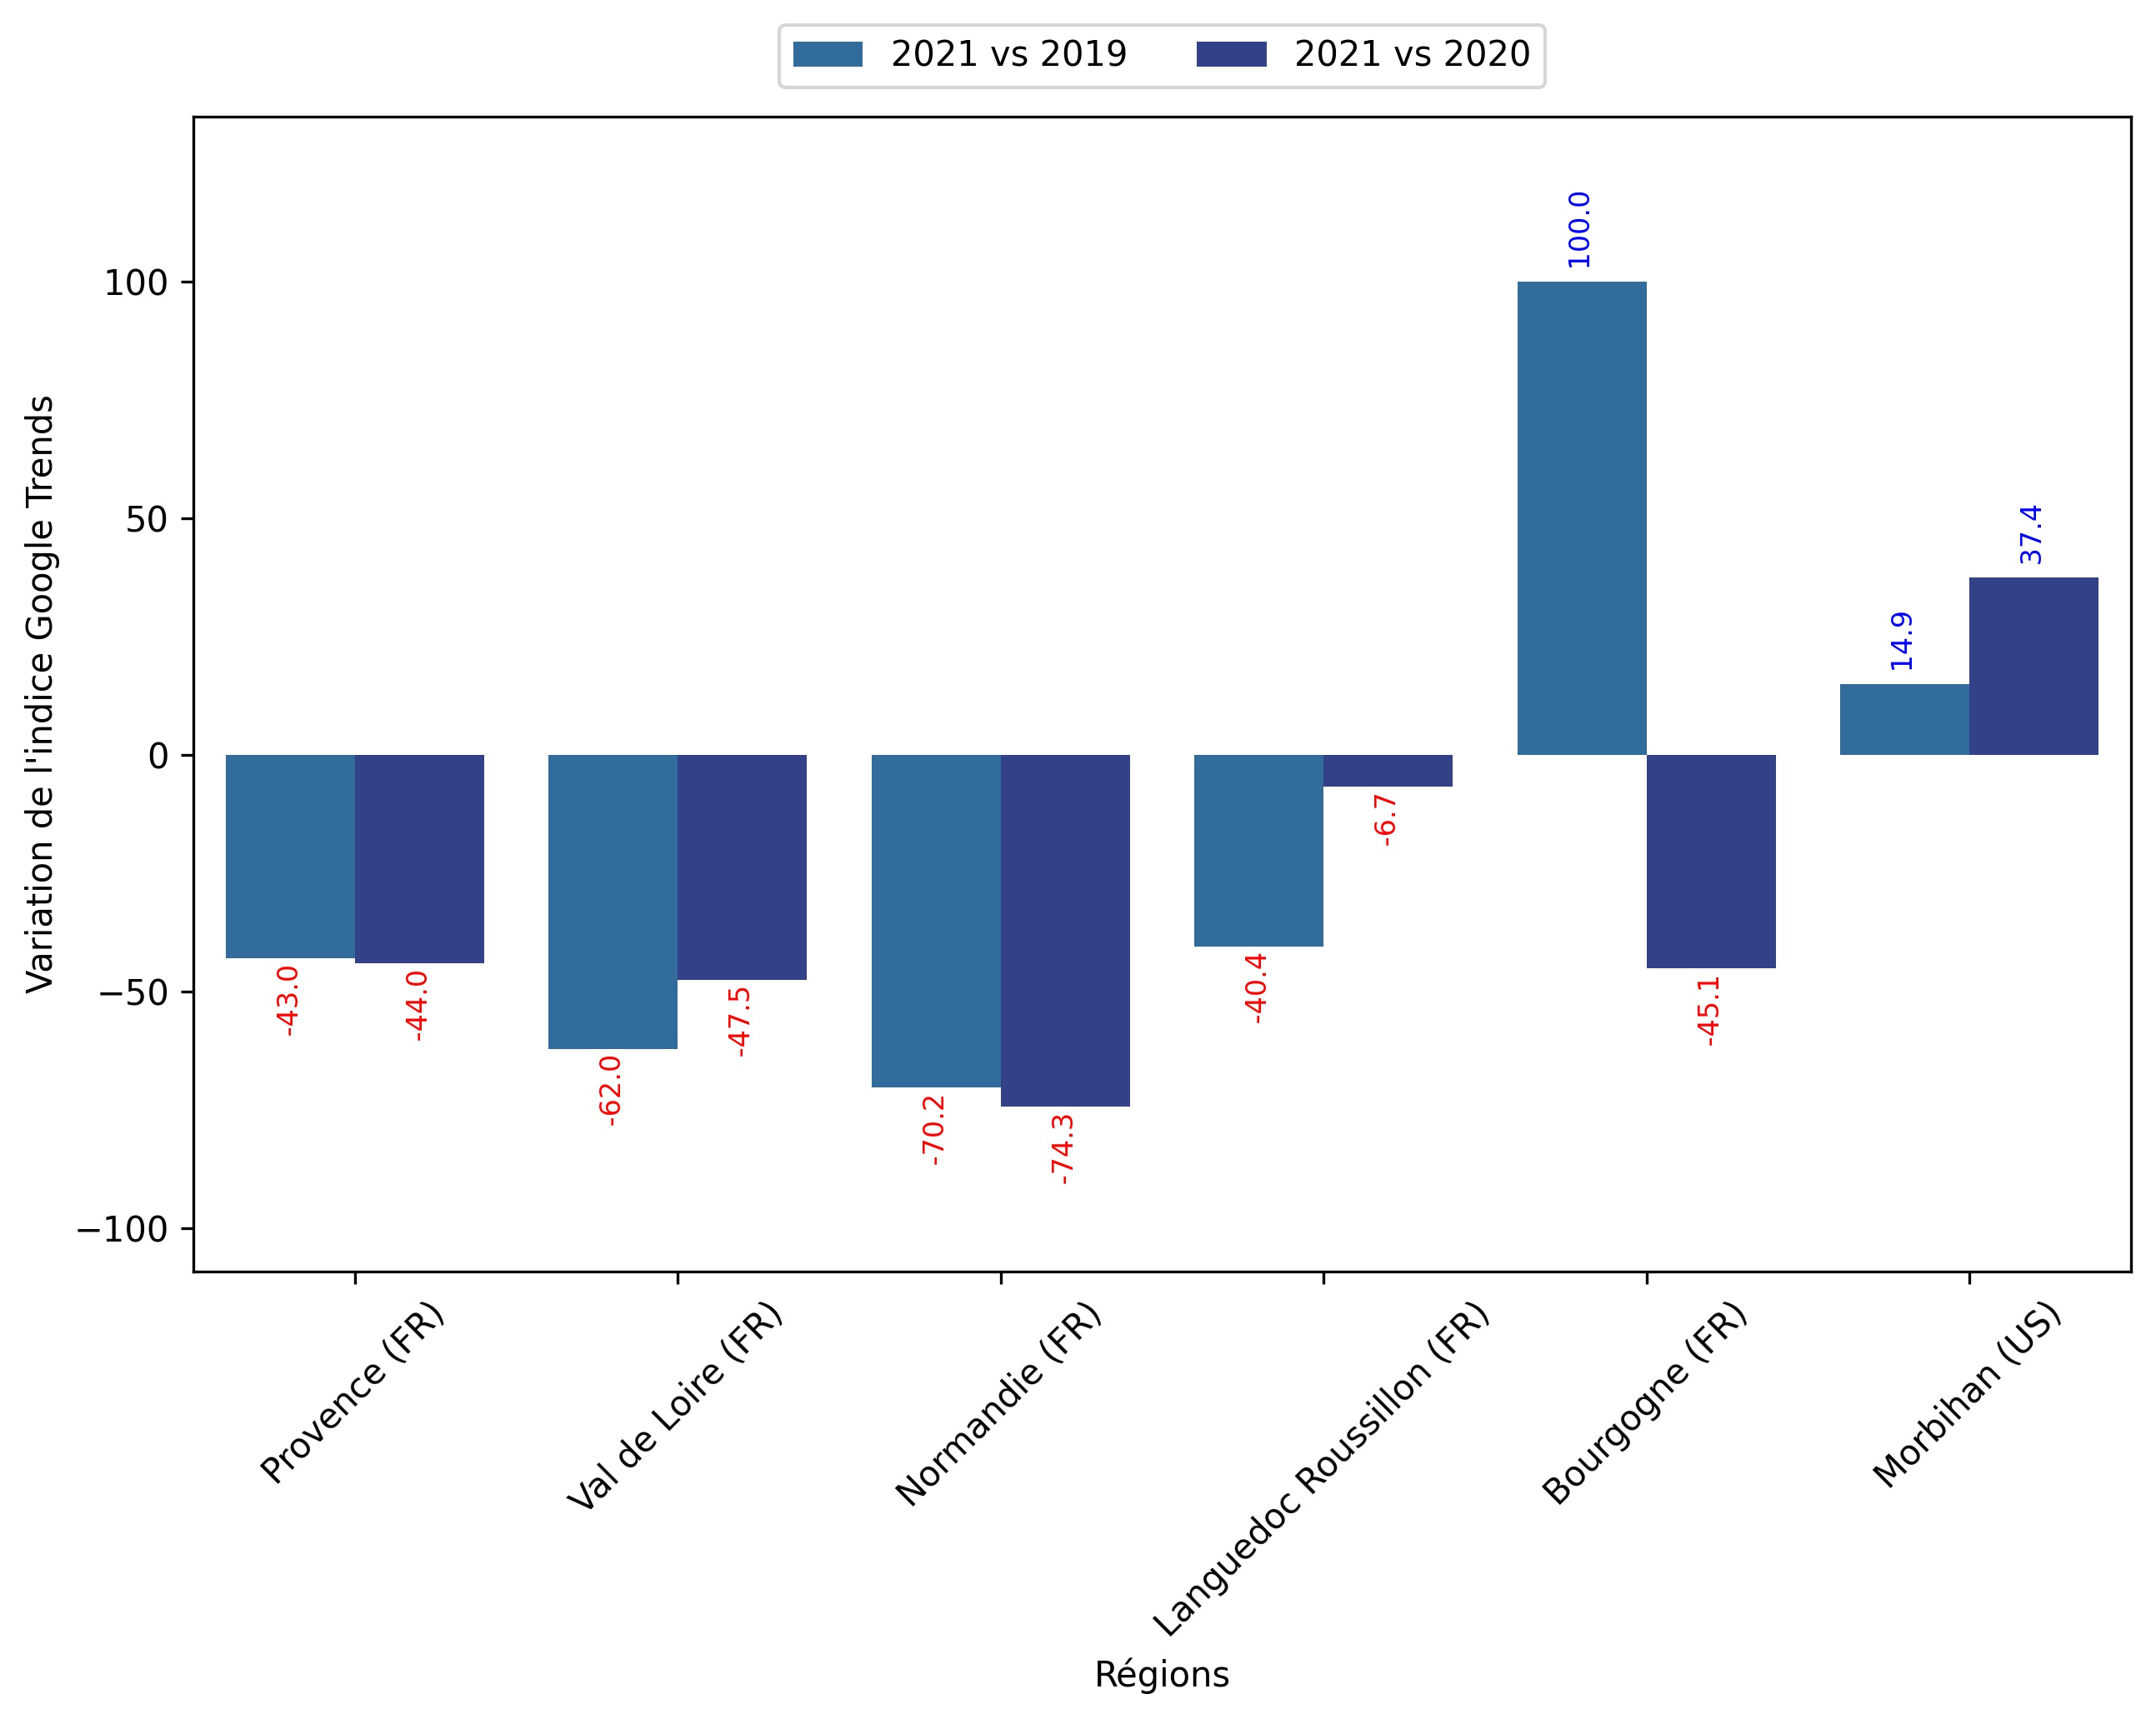 2021 vs 2019
2021 vs 2020
Variation de l'indice Google Trends
100
50
0
−50
−100
-43.0
-44.0
-62.0
-47.5
-70.2
-74.3
-40.4
-6.7
100.0
-45.1
14.9
37.4
Provence (FR)
Val de Loire (FR)
Normandie (FR)
Languedoc Roussillon (FR)
Bourgogne (FR)
Morbihan (US)
Régions